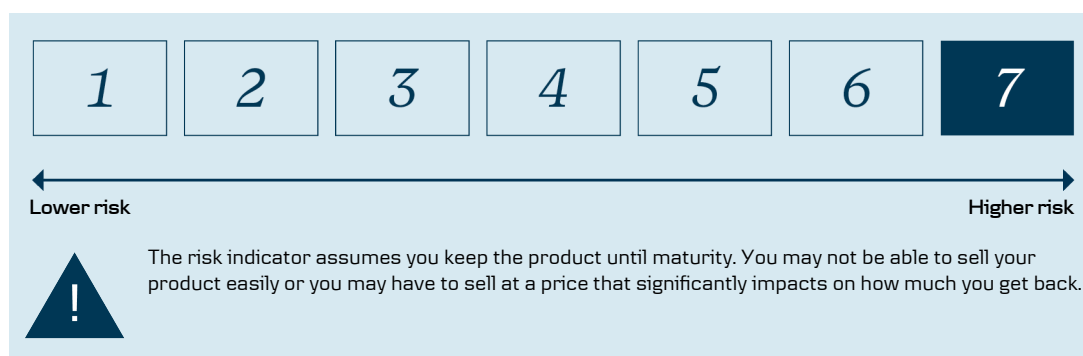 1 2 3 4 5 6 7
Lower risk Higher risk
The risk indicator assumes you keep the product until maturity. You may not be able to sell your
! product easily or you may have to sell at a price that significantly impacts on how much you get back.